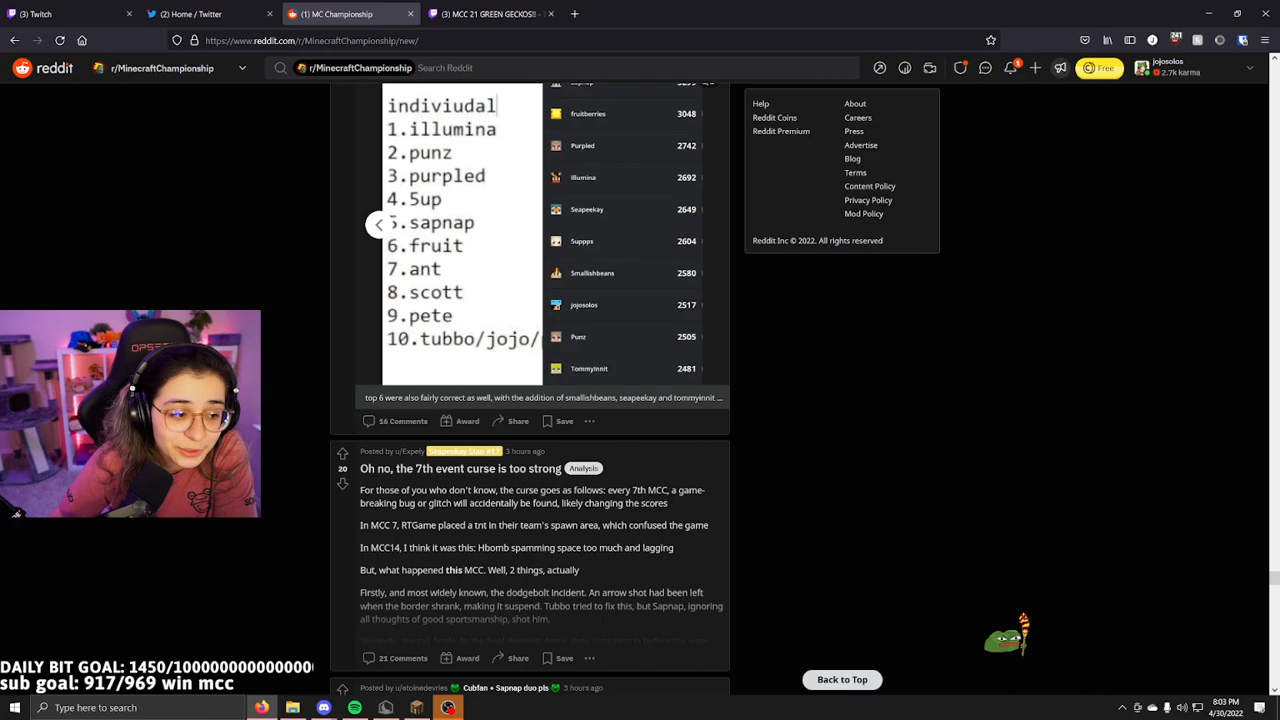 (3) Twitch
(2) Home / Twitter
(1) MC Championship
(3) MCC 21 GREEN GECKOS!! - T
https://www.reddit.com/r/MinecraftChampionship/new/
241
reddit
r/MinecraftChampionship
r/MinecraftChampionship
Search Reddit
1
Free
jojosolos
2.7k karma
indiviudal
1.illumina
2.punz
3.purpled
4.5up
5.sapnap
6.fruit
7.ant
8.scott
9.pete
10.tubbo/jojo/
fruitberries 3048
Purpled 2742
Illumina 2692
Seapeekay 2649
Suppps 2604
Smallishbeans 2580
jojosolos 2517
Punz 2505
TommyInnit 2481
top 6 were also fairly correct as well, with the addition of smallishbeans, seapeekay and tommyinnit ...
16 Comments Award Share Save
Posted by u/Expely Seapeekay Stan #1? 3 hours ago
20
Oh no, the 7th event curse is too strong Analysis
For those of you who don't know, the curse goes as follows: every 7th MCC, a game-
breaking bug or glitch will accidentally be found, likely changing the scores
In MCC 7, RTGame placed a tnt in their team's spawn area, which confused the game
In MCC14, I think it was this: Hbomb spamming space too much and lagging
But, what happened this MCC. Well, 2 things, actually
Firstly, and most widely known, the dodgebolt incident. An arrow shot had been left
when the border shrank, making it suspend. Tubbo tried to fix this, but Sapnap, ignoring
all thoughts of good sportsmanship, shot him.
21 Comments Award Share Save
Posted by u/etoinedevries Cubfan + Sapnap duo pls 3 hours ago
Help About
Reddit Coins Careers
Reddit Premium Press
Advertise
Blog
Terms
Content Policy
Privacy Policy
Mod Policy
Reddit Inc © 2022. All rights reserved
Back to Top
OPSE
DAILY BIT GOAL: 1450/100000000000000
sub goal: 917/969 win mcc
Type here to search
8:03 PM
4/30/2022